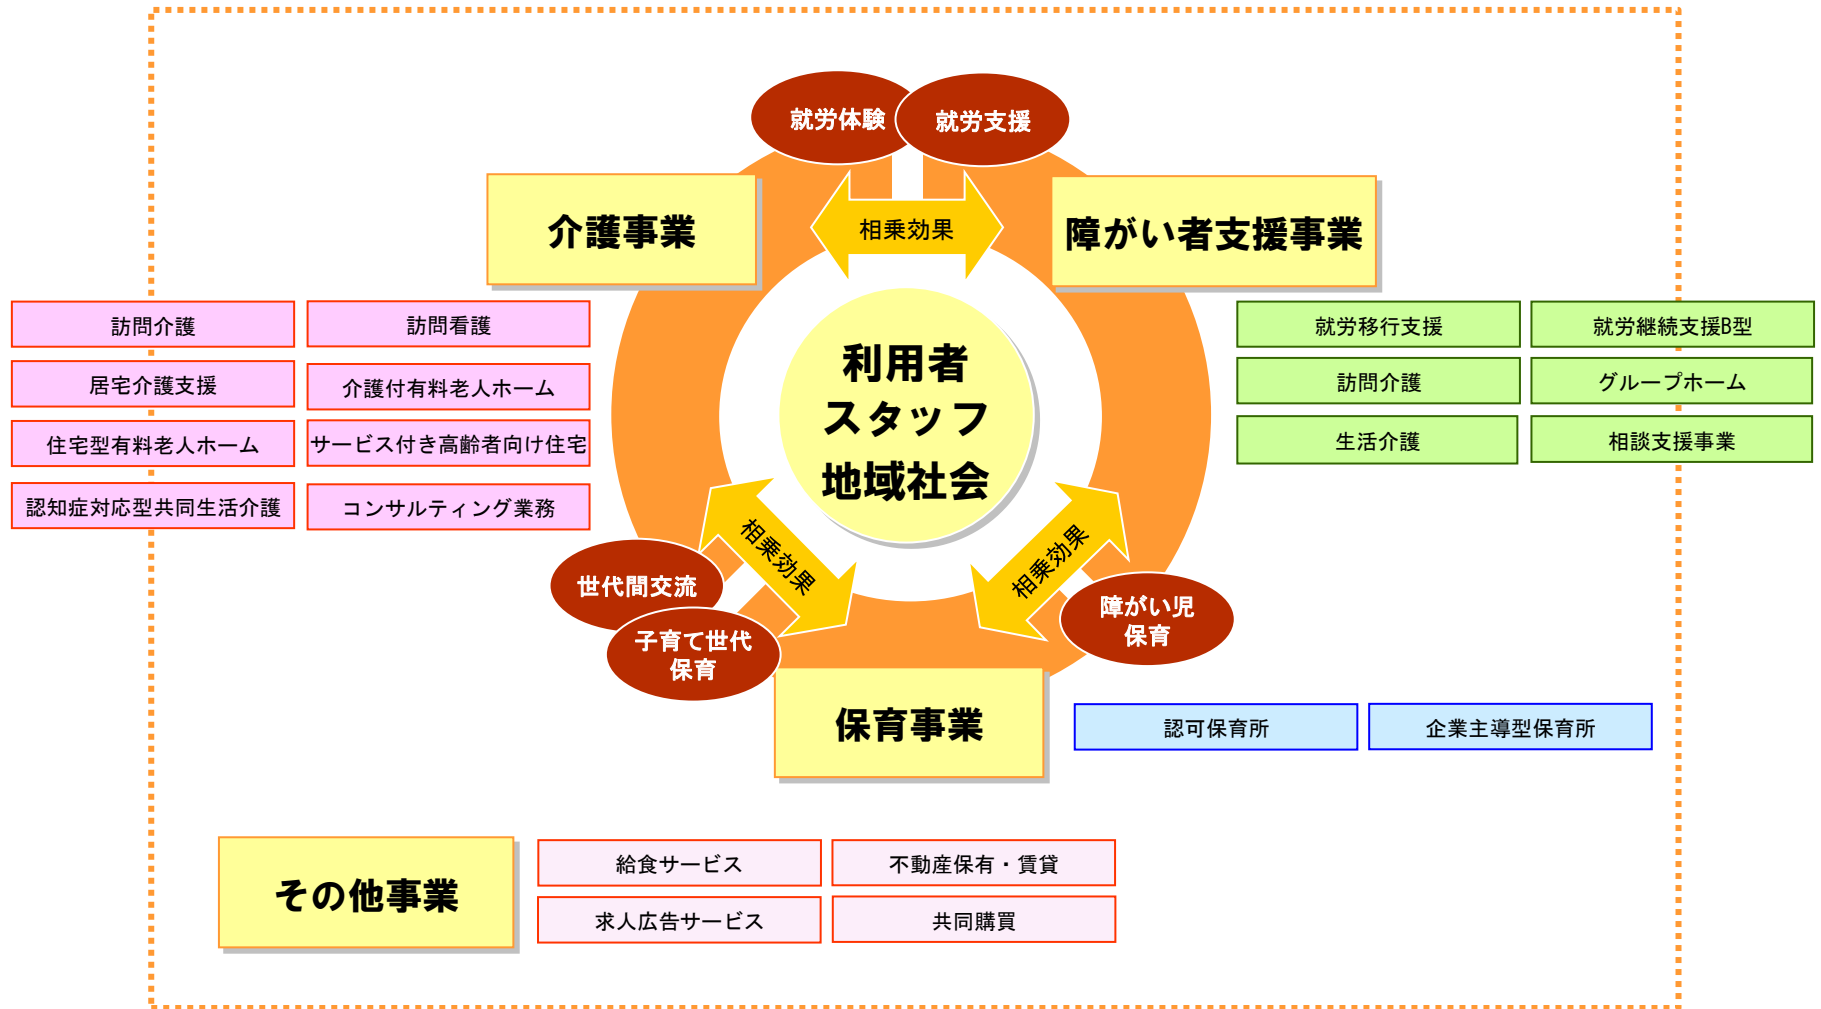 就労体験
就労支援
介護事業
相乗効果
障がい者支援事業
訪問介護
訪問看護
居宅介護支援
介護付有料老人ホーム
住宅型有料老人ホーム
サービス付き高齢者向け住宅
認知症対応型共同生活介護
コンサルティング業務
利用者
スタッフ
地域社会
就労移行支援
就労継続支援B型
訪問介護
グループホーム
生活介護
相談支援事業
相乗効果
相乗効果
世代間交流
子育て世代
保育
障がい児
保育
保育事業
認可保育所
企業主導型保育所
その他事業
給食サービス
不動産保有・賃貸
求人広告サービス
共同購買